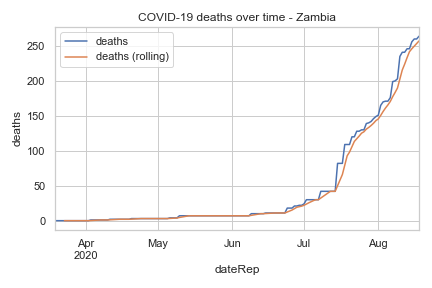 COVID-19 deaths over time - Zambia
deaths
deaths (rolling)
250
200
150
100
50
0
deaths
Apr
2020
May
Jun
Jul
Aug
dateRep